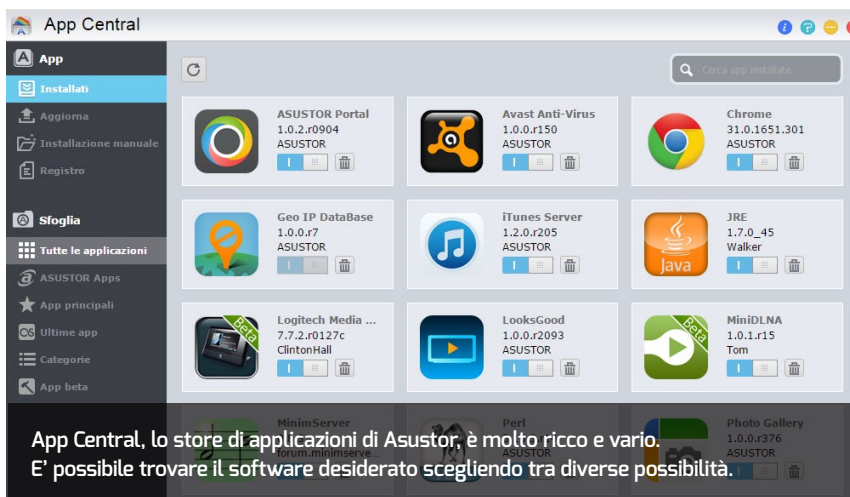 App Central
App
Installati
Aggiorna
Installazione manuale
Registro
Sfoglia
Tutte le applicazioni
ASUSTOR Apps
App principali
Ultime app
Categorie
App beta
Cerca app installate
ASUSTOR Portal
1.0.2.r0904
ASUSTOR
Avast Anti-Virus
1.0.0.r150
ASUSTOR
Chrome
31.0.1651.301
ASUSTOR
Geo IP DataBase
1.0.0.r7
ASUSTOR
iTunes Server
1.2.0.r205
ASUSTOR
Java
JRE
1.7.0_45
Walker
Beta
Logitech Media ...
7.7.2.r0127c
ClintonHall
LooksGood
1.0.0.r2093
ASUSTOR
Beta
MiniDLNA
1.0.1.r15
Tom
MinimServer
forum.minimserve...
Perl
ASUSTOR
Photo Gallery
1.0.0.r376
ASUSTOR
App Central, lo store di applicazioni di Asustor, è molto ricco e vario.
E' possibile trovare il software desiderato scegliendo tra diverse possibilità.